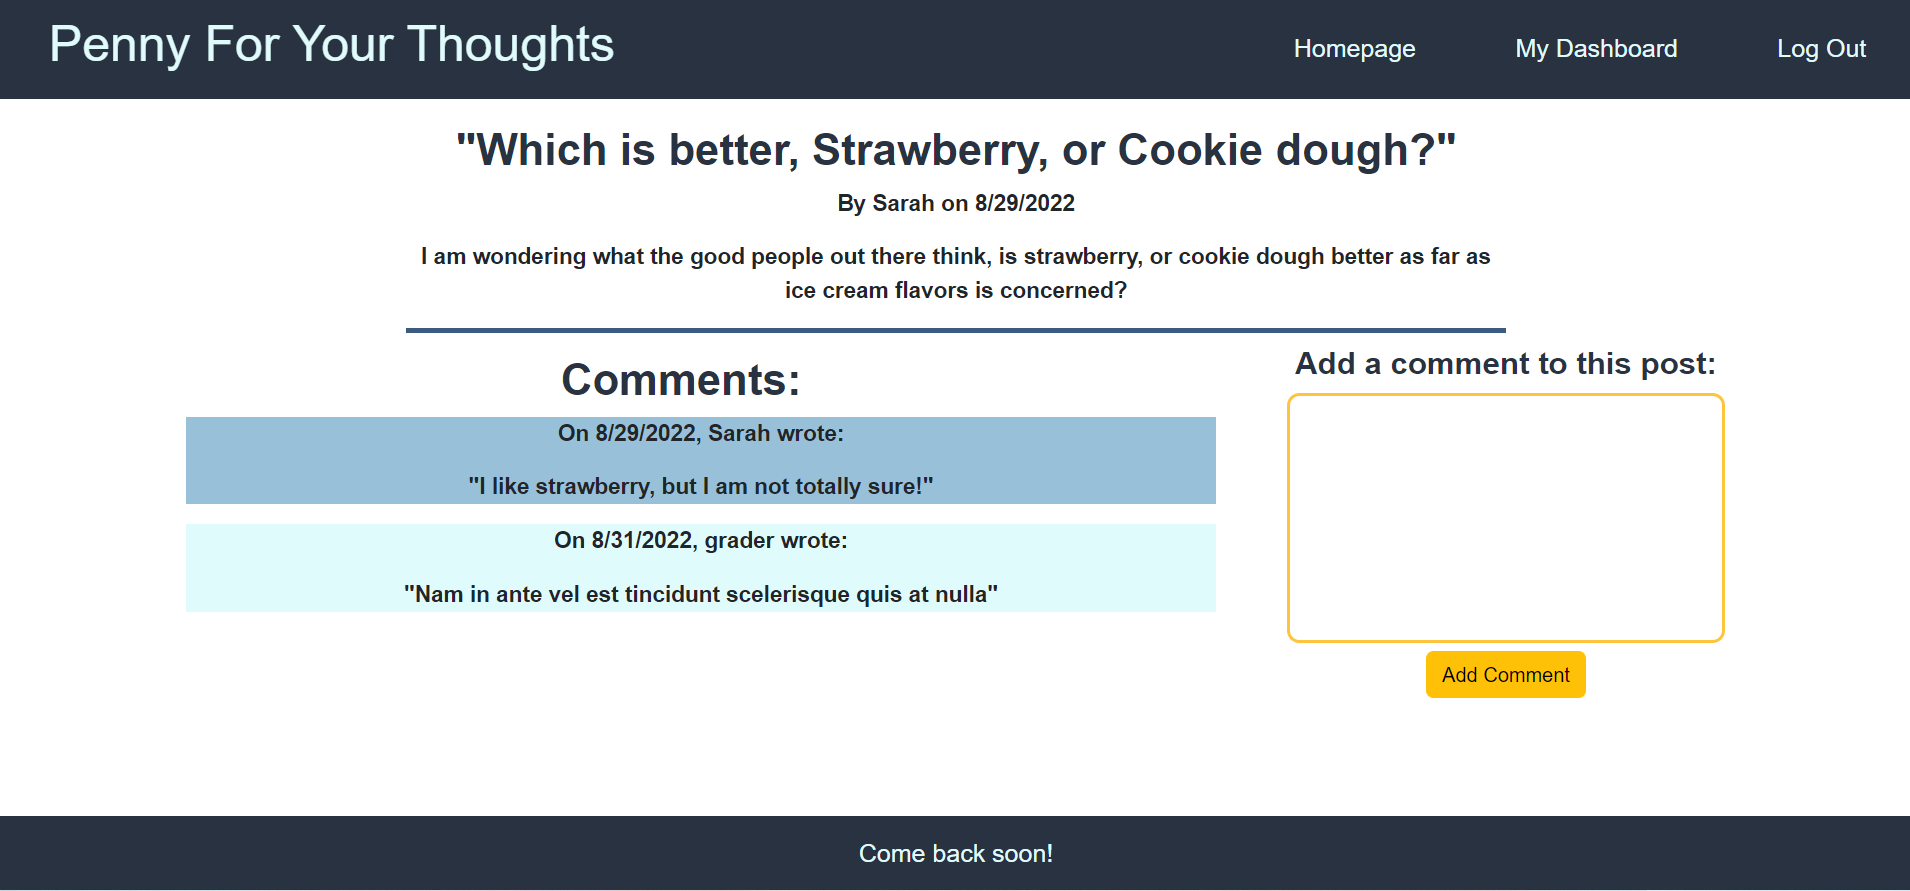 Penny For Your Thoughts
Homepage
My Dashboard
Log Out
"Which is better, Strawberry, or Cookie dough?"
By Sarah on 8/29/2022
I am wondering what the good people out there think, is strawberry, or cookie dough better as far as
ice cream flavors is concerned?
Comments:
On 8/29/2022, Sarah wrote:
"I like strawberry, but I am not totally sure!"
On 8/31/2022, grader wrote:
"Nam in ante vel est tincidunt scelerisque quis at nulla"
Add a comment to this post:
Add Comment
Come back soon!